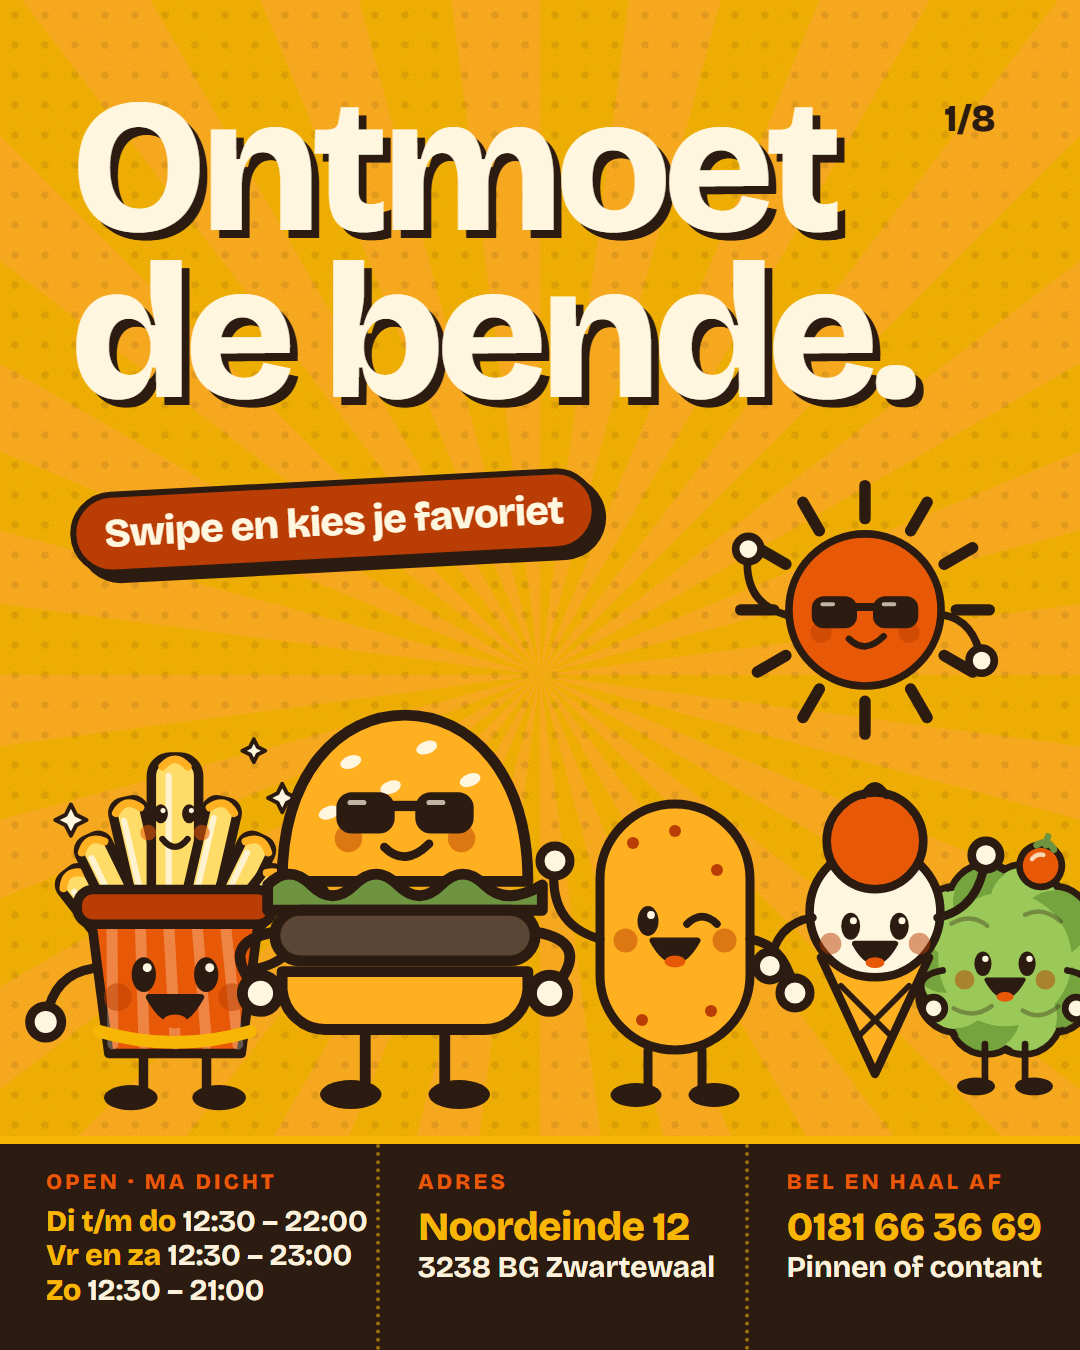 Ontmoet
de bende.
1/8
Swipe en kies je favoriet
OPEN · MA DICHT
Di t/m do 12:30 – 22:00
Vr en za 12:30 – 23:00
Zo 12:30 – 21:00
ADRES
Noordeinde 12
3238 BG Zwartewaal
BEL EN HAAL AF
0181 66 36 69
Pinnen of contant